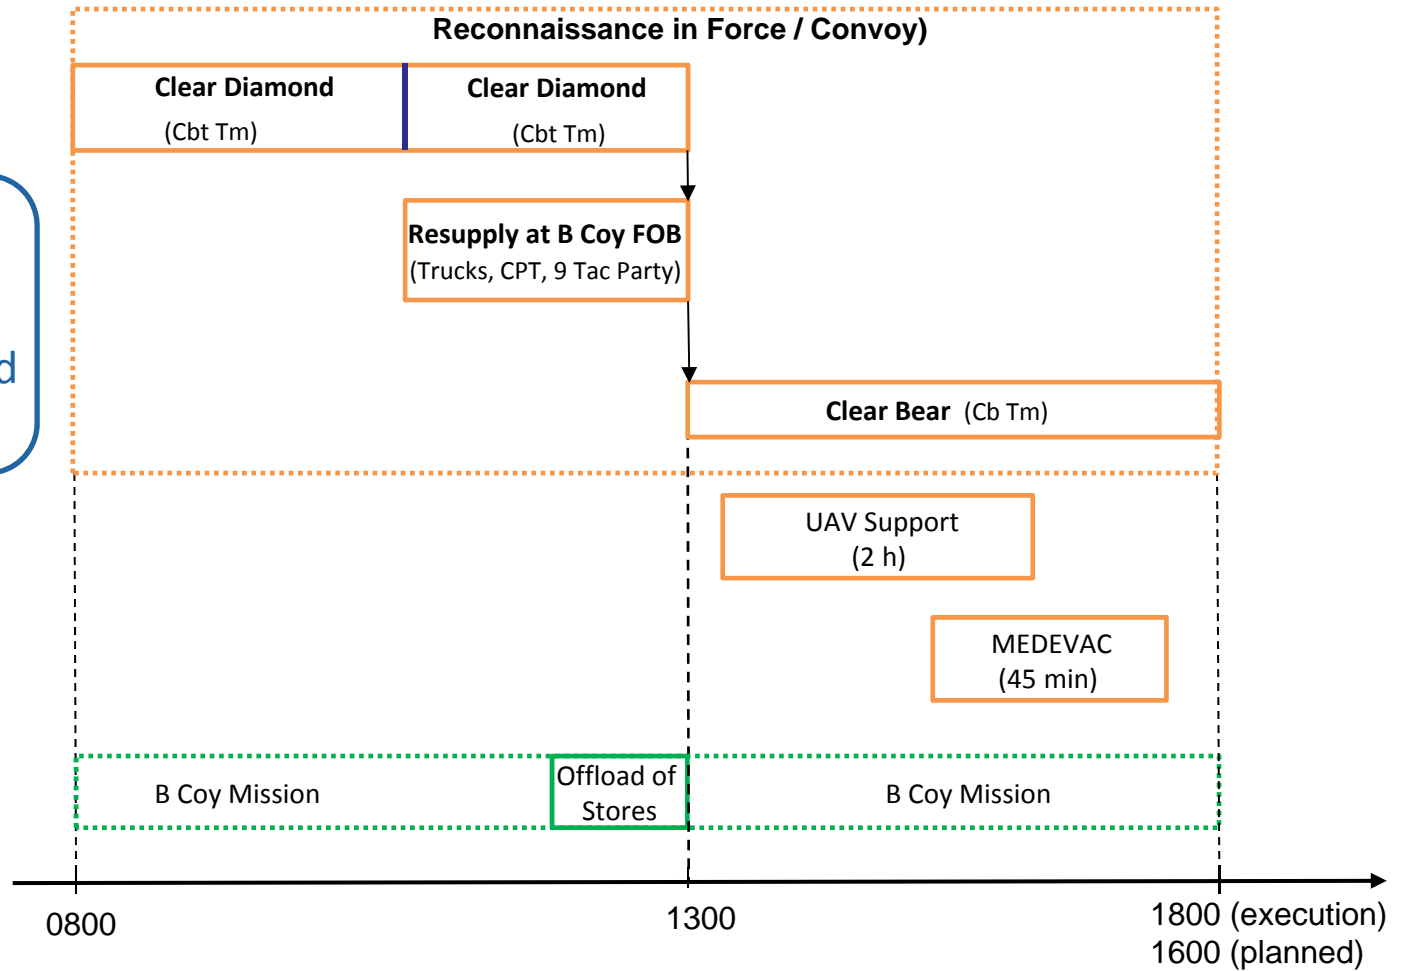 Reconnaissance in Force / Convoy)
Clear Diamond
(Cbt Tm)
Clear Diamond
(Cbt Tm)
Resupply at B Coy FOB
(Trucks, CPT, 9 Tac Party)
d
Clear Bear (Cb Tm)
UAV Support
(2 h)
MEDEVAC
(45 min)
B Coy Mission
Offload of
Stores
B Coy Mission
0800
1300
1800 (execution)
1600 (planned)